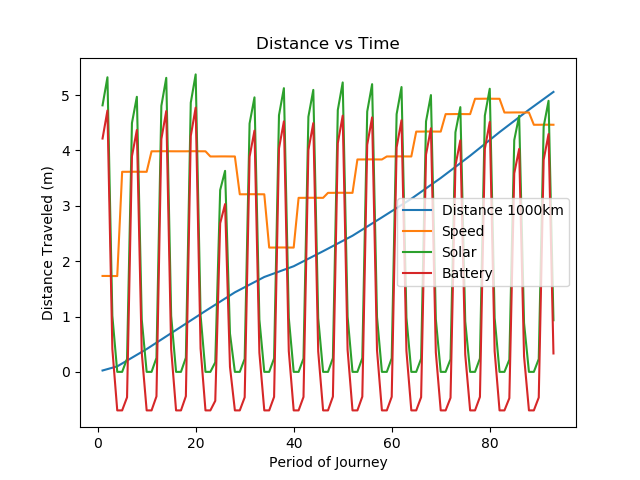 Distance vs Time
Distance Traveled (m)
5
4
3
2
1
0
Distance 1000km
Speed
Solar
Battery
0 20 40 60 80
Period of Journey